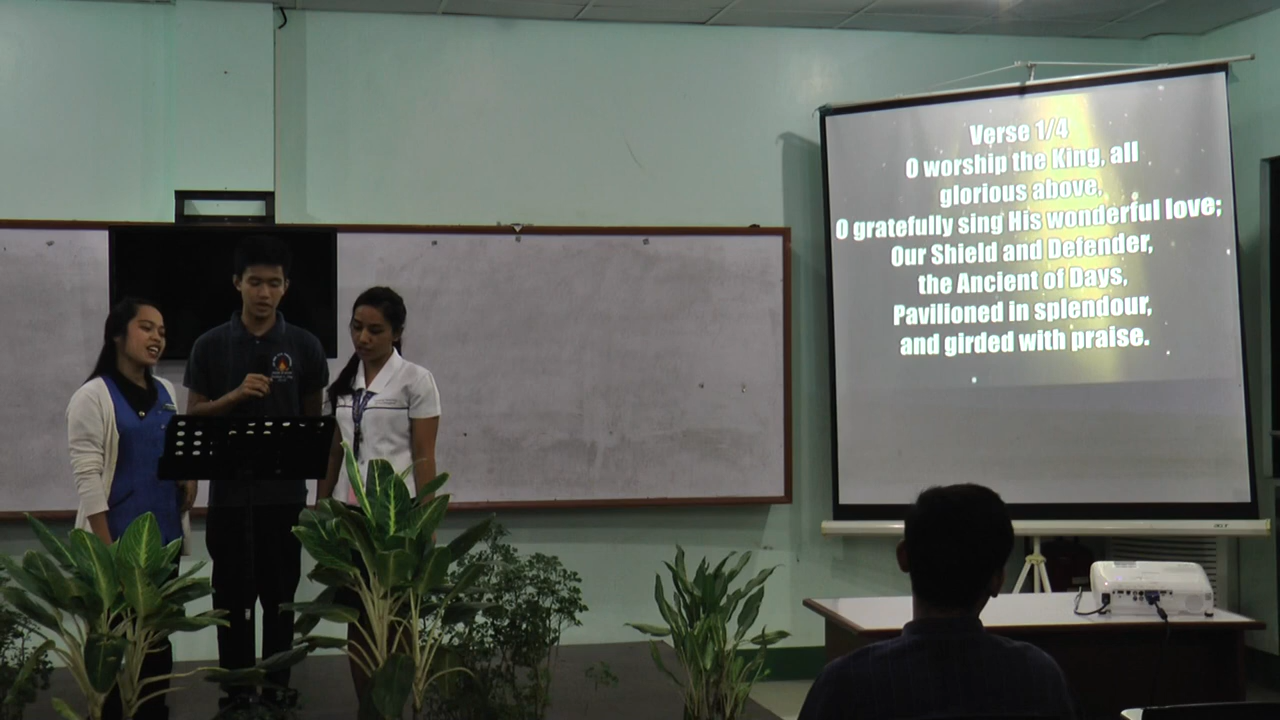 Verse 1/4
O worship the King, all
glorious above,
O gratefully sing His wonderful love;
Our Shield and Defender,
the Ancient of Days,
Pavilioned in splendour,
and girded with praise.
acer